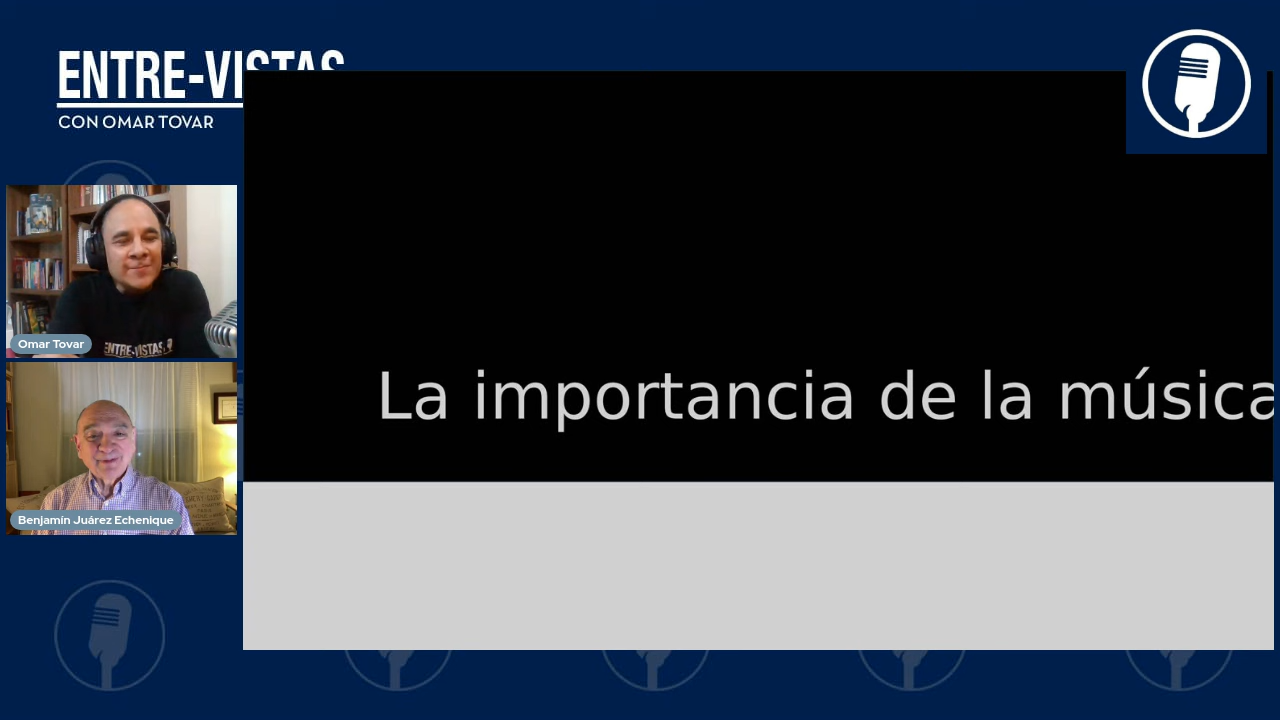 ENTRE-VISTAS
CON OMAR TOVAR
La importancia de la música
Omar Tovar
ENTRE-VISTAS
Benjamín Juárez Echenique